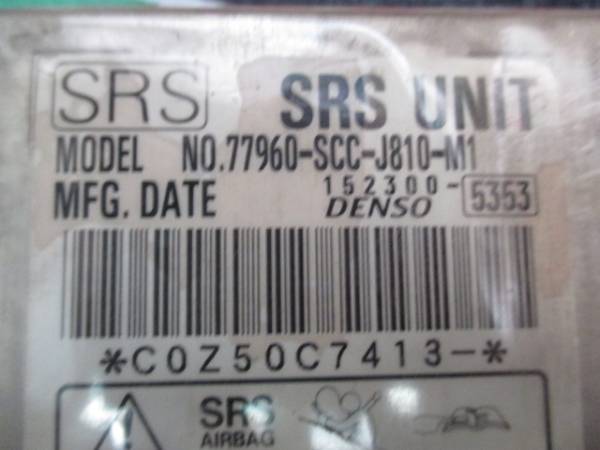 SRS SRS UNIT
MODEL NO.77960-SCC-J810-M1
MFG. DATE 152300-5353
DENSO
*C0Z50C7413-*
SRS
AIRBAG